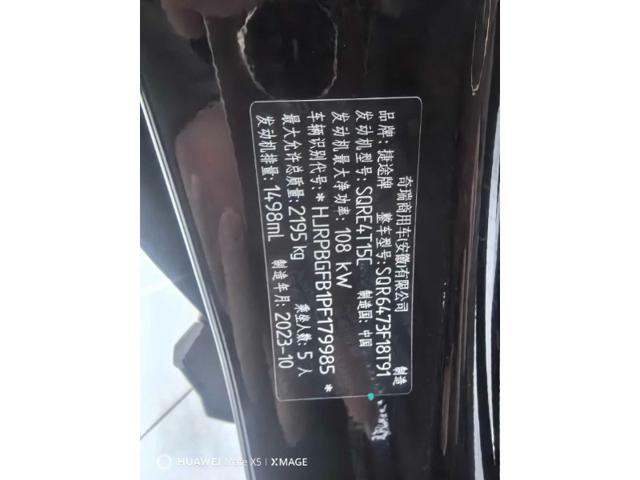 奇瑞商用车(安徽)有限公司 制造
品牌: 捷途牌 整车型号: SQR6473F18T91
发动机型号: SQRE4T15C 制造国: 中国
发动机最大净功率: 108 kW
车辆识别代号: * HJRPBGFB1PF179985 *
最大允许总质量: 2195 kg 乘坐人数: 5 人
发动机排量: 1498mL 制造年月: 2023-10
HUAWEI Mate X5 | XMAGE